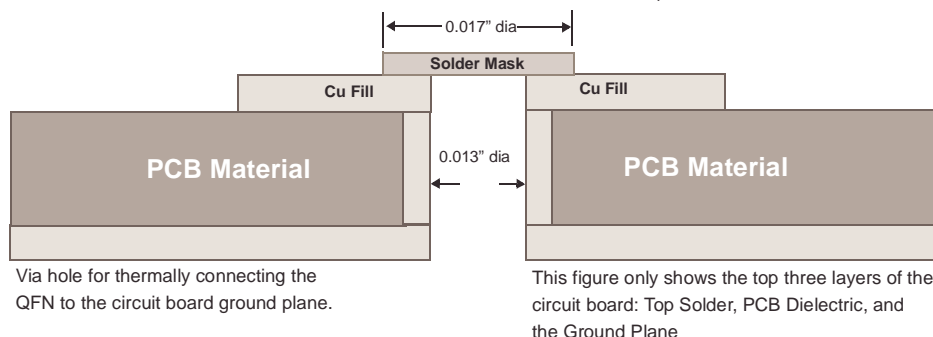 0.017” dia
Solder Mask
Cu Fill
Cu Fill
PCB Material
0.013” dia
PCB Material
Via hole for thermally connecting the
QFN to the circuit board ground plane.
This figure only shows the top three layers of the
circuit board: Top Solder, PCB Dielectric, and
the Ground Plane